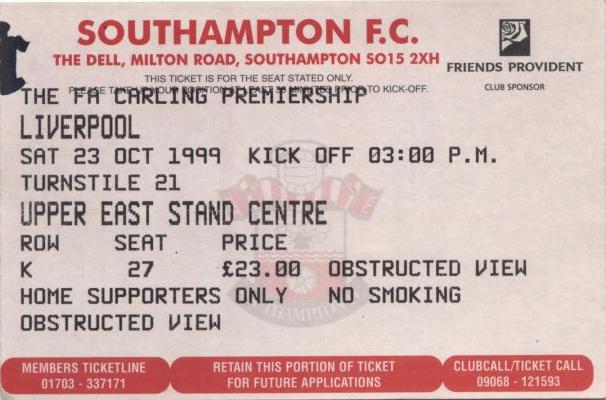 SOUTHAMPTON F.C.
THE DELL, MILTON ROAD, SOUTHAMPTON SO15 2XH
THIS TICKET IS FOR THE SEAT STATED ONLY.
PLEASE TAKE UP YOUR POSITION AT LEAST MINUTES PRIOR TO KICK-OFF.
FRIENDS PROVIDENT
CLUB SPONSOR
THE FA CARLING PREMIERSHIP
LIVERPOOL
SAT 23 OCT 1999 KICK OFF 03:00 P.M.
TURNSTILE 21
UPPER EAST STAND CENTRE
ROW SEAT PRICE
K 27 £23.00 OBSTRUCTED VIEW
HOME SUPPORTERS ONLY NO SMOKING
OBSTRUCTED VIEW
MEMBERS TICKETLINE
01703 - 337171
RETAIN THIS PORTION OF TICKET
FOR FUTURE APPLICATIONS
CLUBCALL/TICKET CALL
09068 - 121593